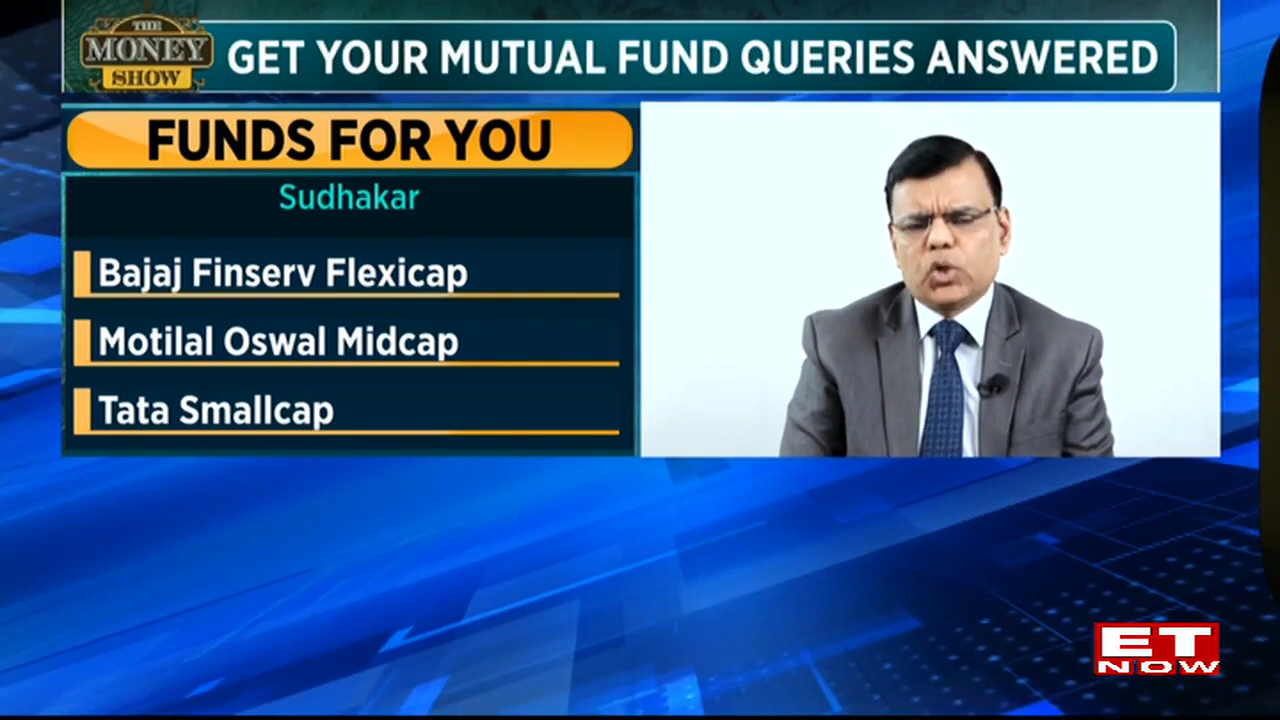 THE
MONEY
SHOW
GET YOUR MUTUAL FUND QUERIES ANSWERED
FUNDS FOR YOU
Sudhakar
Bajaj Finserv Flexicap
Motilal Oswal Midcap
Tata Smallcap
ET
NOW